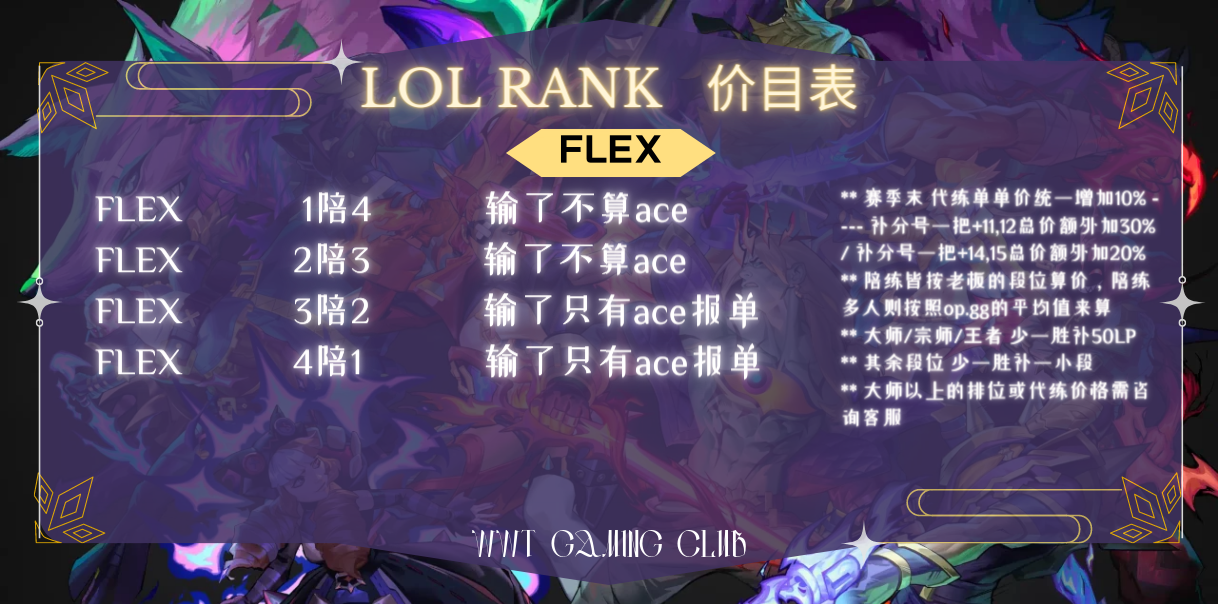 LOL RANK 价目表
FLEX
FLEX 1陪4 输了不算ace
FLEX 2陪3 输了不算ace
FLEX 3陪2 输了只有ace报单
FLEX 4陪1 输了只有ace报单
** 赛季末 代练单单价统一增加10% -
--- 补分号一把+11,12总价额外加30%
/ 补分号一把+14,15总价额外加20%
** 陪练皆按老板的段位算价，陪练
多人则按照op.gg的平均值来算
** 大师/宗师/王者 少一胜补50LP
** 其余段位 少一胜补一小段
** 大师以上的排位或代练价格需咨
询客服
WWT GAMING CLUB